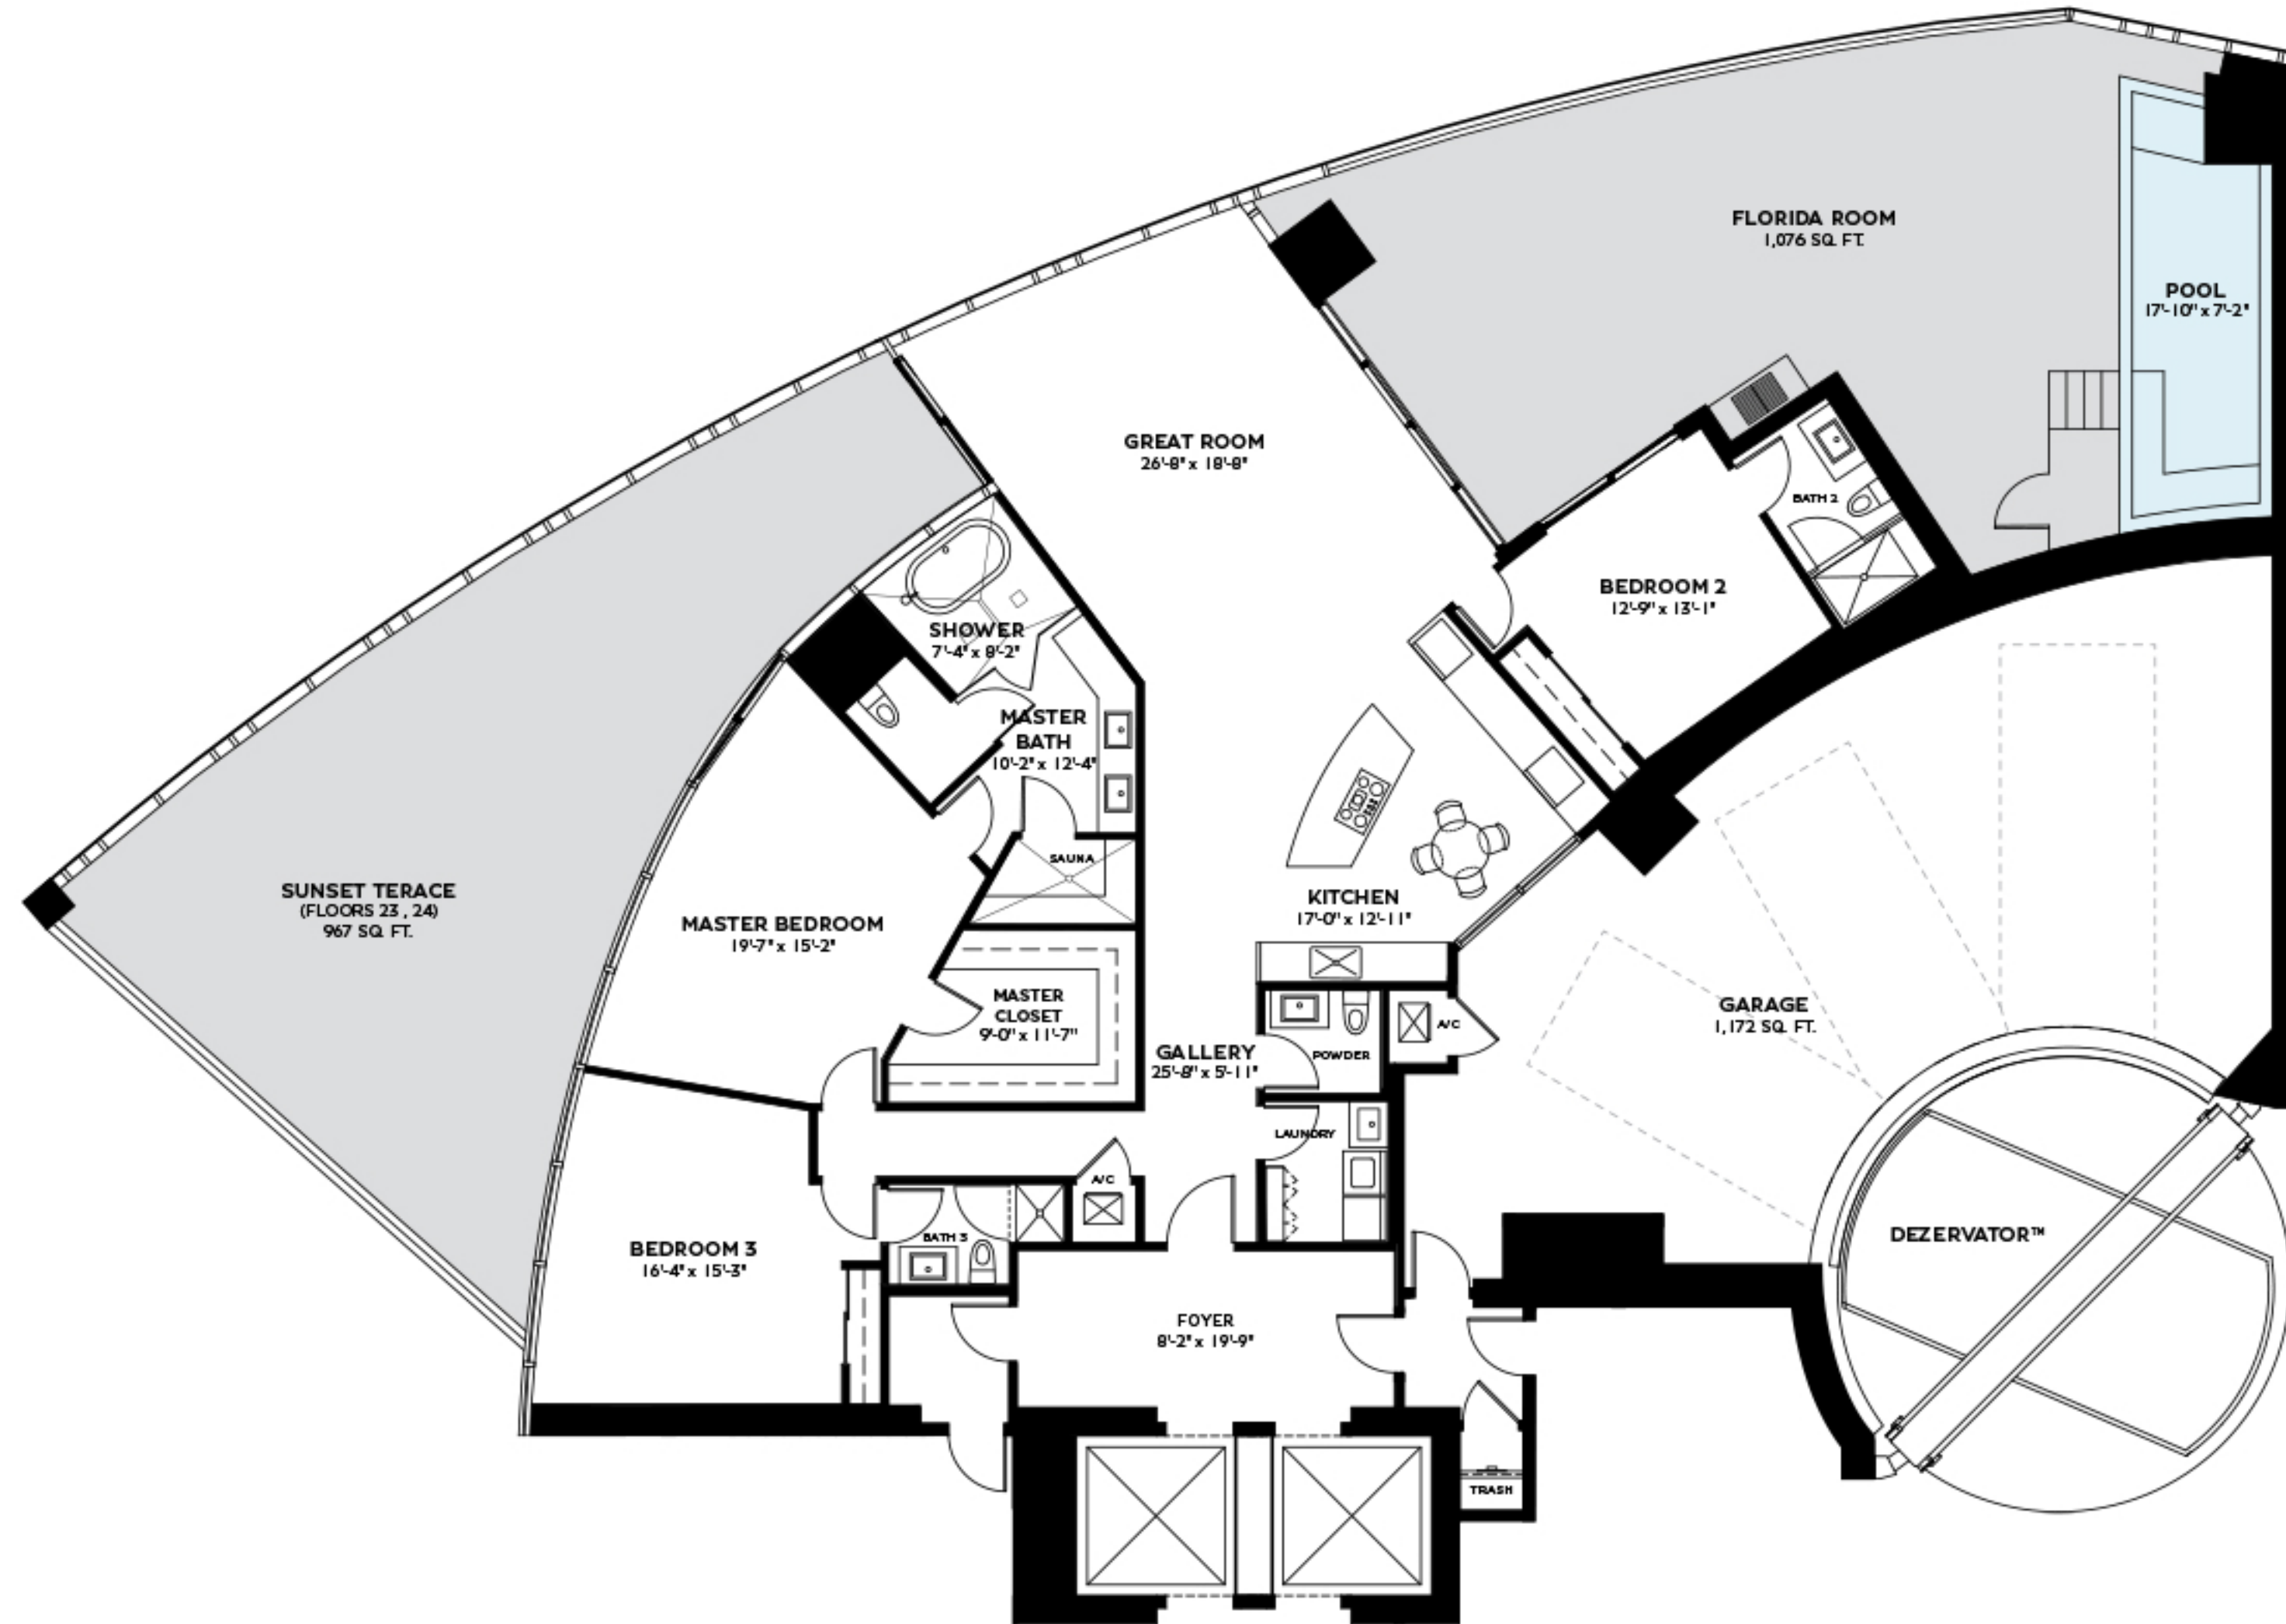 FLORIDA ROOM
1,076 SQ. FT.
POOL
17'-10" x 7'-2"
GREAT ROOM
26'-8" x 18'-8"
BATH 2
BEDROOM 2
12'-9" x 13'-1"
SHOWER
7'-4" x 8'-2"
MASTER
BATH
10'-2" x 12'-4"
SAUNA
SUNSET TERACE
(FLOORS 23 , 24)
967 SQ. FT.
MASTER BEDROOM
19'-7" x 15'-2"
KITCHEN
17'-0" x 12'-11"
MASTER
CLOSET
9'-0" x 11'-7"
GARAGE
1,172 SQ. FT.
A/C
GALLERY
25'-8" x 5'-11"
POWDER
LAUNDRY
A/C
BATH 3
BEDROOM 3
16'-4" x 15'-3"
DEZERVATOR™
FOYER
8'-2" x 19'-9"
TRASH